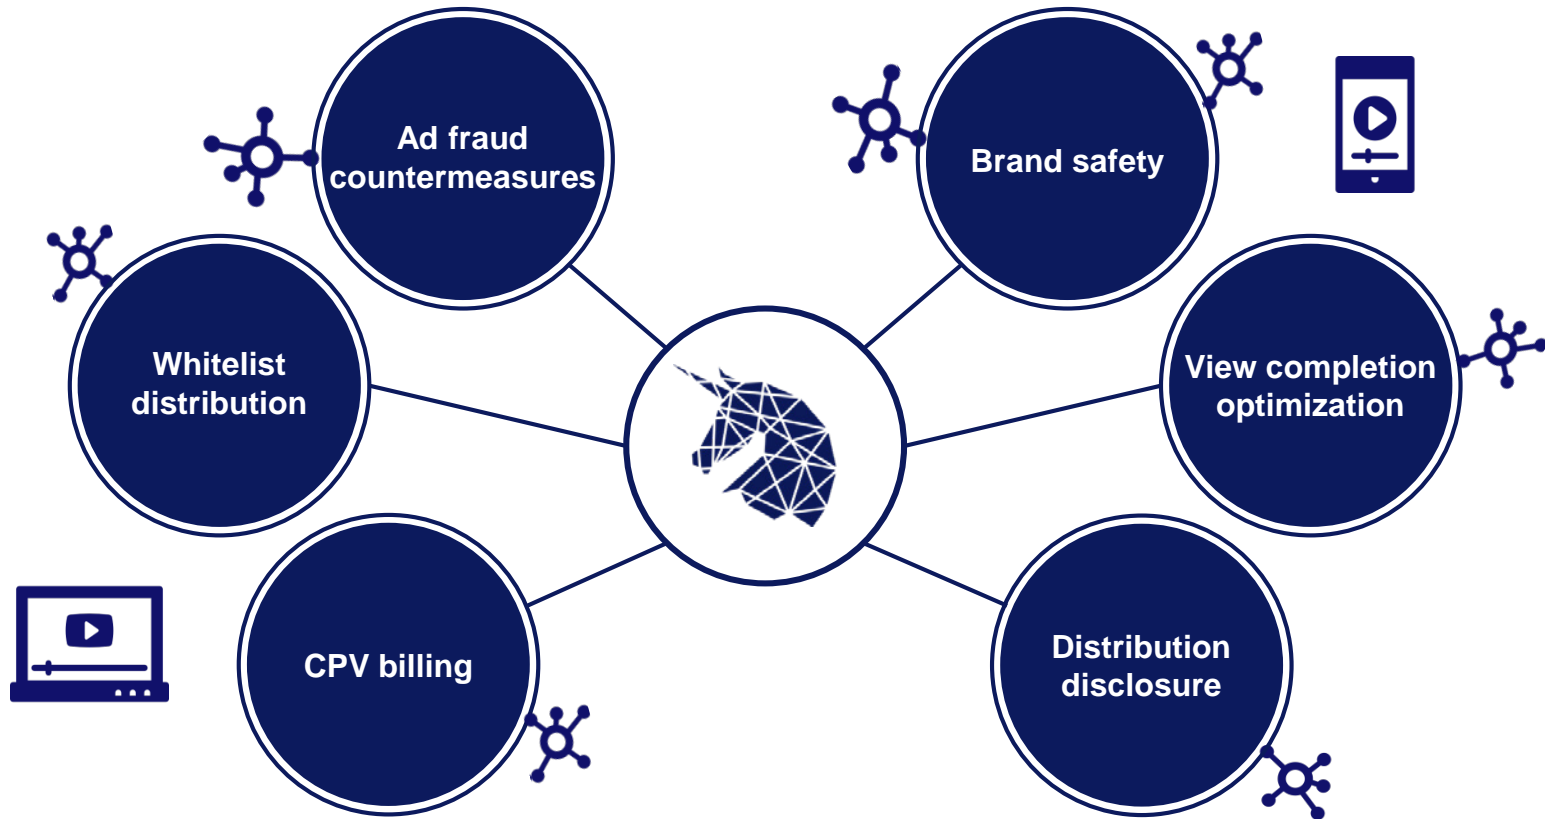 Ad fraud
countermeasures
Brand safety
Whitelist
distribution
View completion
optimization
CPV billing
Distribution
disclosure